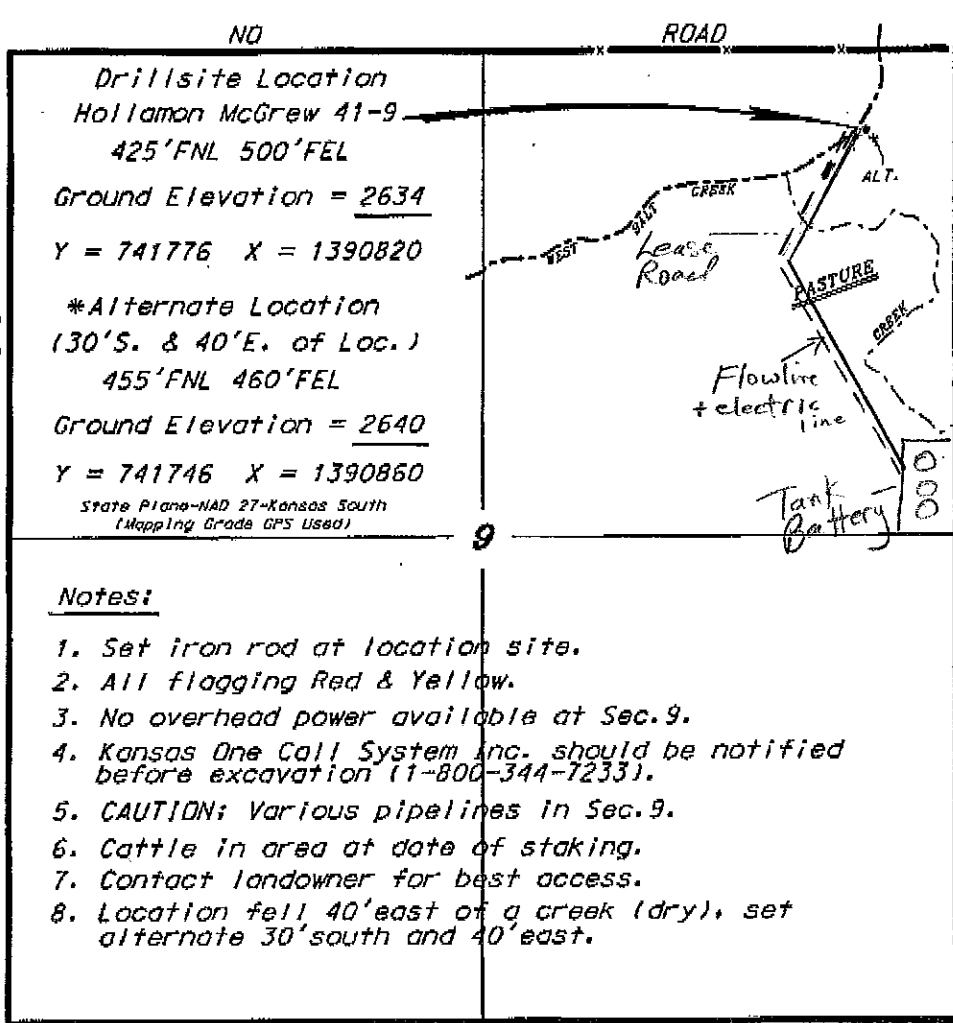 NO ROAD
Drillsite Location
Hollamon McGrew 41-9
425'FNL 500'FEL
Ground Elevation = 2634
Y = 741776 X = 1390820
*Alternate Location
(30'S. & 40'E. of Loc.)
455'FNL 460'FEL
Ground Elevation = 2640
Y = 741746 X = 1390860
State Plane-NAD 27-Kansas South
(Mapping Grade GPS Used)
ALT.
WEST SALT CREEK
Lease
Road
PASTURE
CREEK
Flowline
+ electric
line
Tank
Battery
9
Notes:
1. Set iron rod at location site.
2. All flagging Red & Yellow.
3. No overhead power available at Sec.9.
4. Kansas One Call System Inc. should be notified
before excavation (1-800-344-7233).
5. CAUTION: Various pipelines in Sec.9.
6. Cattle in area at date of staking.
7. Contact landowner for best access.
8. Location fell 40'east of a creek (dry), set
alternate 30'south and 40'east.